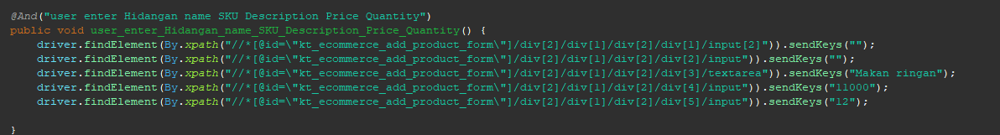 @And("user enter Hidangan name SKU Description Price Quantity")
public void user_enter_Hidangan_name_SKU_Description_Price_Quantity() {
driver.findElement(By.xpath("//*[@id=\"kt_ecommerce_add_product_form\"]/div[2]/div[1]/div[2]/div[1]/input[2]")).sendKeys("");
driver.findElement(By.xpath("//*[@id=\"kt_ecommerce_add_product_form\"]/div[2]/div[1]/div[2]/div[2]/input")).sendKeys("");
driver.findElement(By.xpath("//*[@id=\"kt_ecommerce_add_product_form\"]/div[2]/div[1]/div[2]/div[3]/textarea")).sendKeys("Makan ringan");
driver.findElement(By.xpath("//*[@id=\"kt_ecommerce_add_product_form\"]/div[2]/div[1]/div[2]/div[4]/input")).sendKeys("11000");
driver.findElement(By.xpath("//*[@id=\"kt_ecommerce_add_product_form\"]/div[2]/div[1]/div[2]/div[5]/input")).sendKeys("12");
}